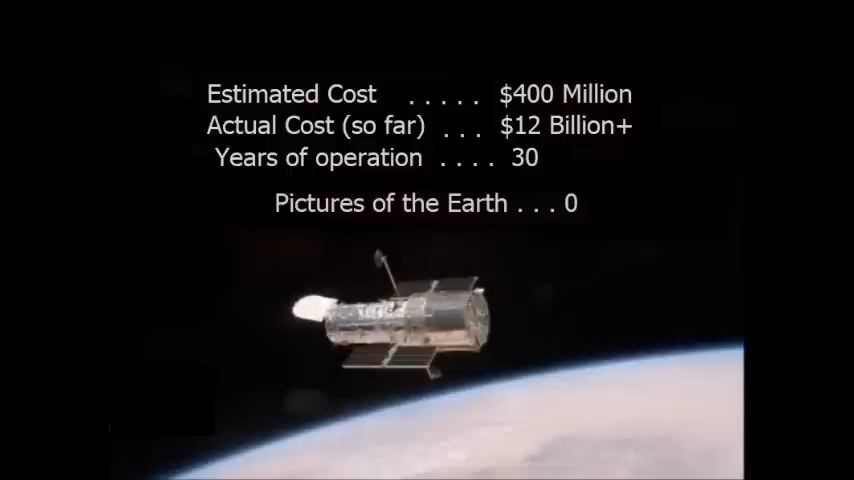 Estimated Cost ..... $400 Million
Actual Cost (so far) ... $12 Billion+
Years of operation .... 30
Pictures of the Earth ... 0